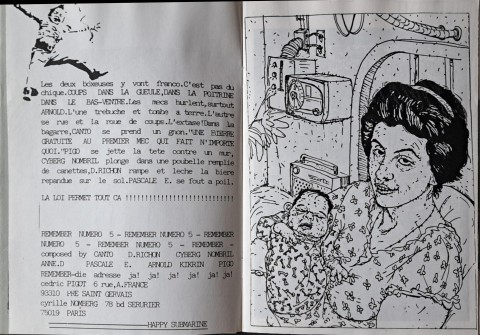 Les deux boxeuses y vont franco.C'est pas du
chique.COUPS DANS LA GUEULE,DANS LA POITRINE
DANS LE BAS-VENTRE.Les mecs hurlent,surtout
ARNOLD.L'une trebuche et tombe a terre.L'autre
se rue et la roue de coups.L'extase!Dans la
bagarre,CANTO se prend un gnon."UNE BIERRE
GRATUITE AU PREMIER MEC QUI FAIT N'IMPORTE
QUOI."PIGO se jette la tete contre un mur,
CYBERG NOMBRIL plonge dans une poubelle remplie
de canettes,D.RICHON rampe et leche la biere
repandue sur le sol.PASCALE E. se fout a poil.
LA LOI PERMET TOUT CA !!!!!!!!!!!!!!!!!!!!!!!!!!!
REMEMBER NUMERO 5 - REMEMBER NUMERO 5 - REMEMBER
NUMERO 5 - REMEMBER NUMERO 5 - REMEMBER -
composed by CANTO D.RICHON CYBERG NOMBRIL
ANNE.D PASCALE E. ARNOLD KIKRIN PIGO
REMEMBER-die adresse ja! ja! ja! ja! ja! ja!
cedric PIGOT 6 rue,A.FRANCE
93310 PRE SAINT GERVAIS
cyrille NOMBERG 78 bd SERURIER
75019 PARIS
HAPPY SUBMARINE